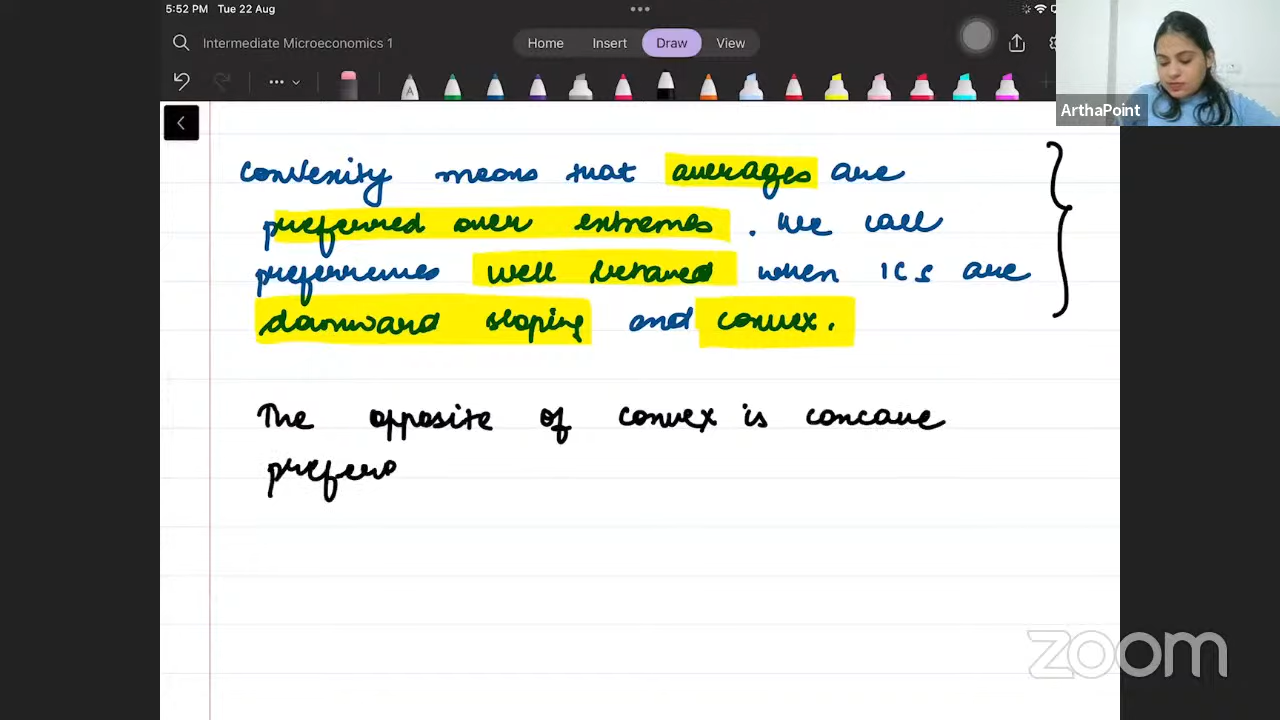 5:52 PM Tue 22 Aug
Intermediate Microeconomics 1
Home Insert Draw View
A
ArthaPoint
convexity means that averages are
preferred over extremes. We call
preferences well behaved when ICs are
downward sloping and convex.
The opposite of convex is concave
prefere
zoom